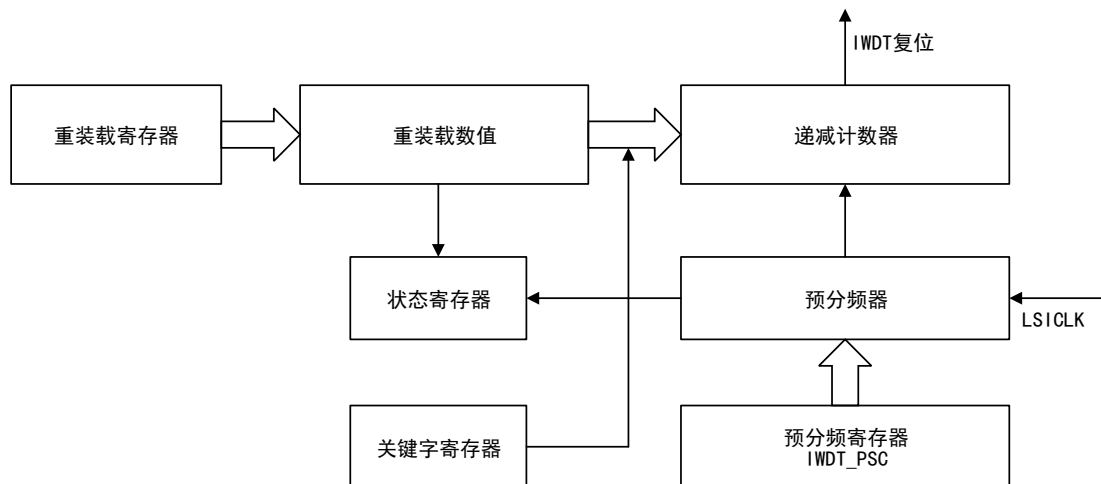 IWDT复位
重装载寄存器
重装载数值
递减计数器
状态寄存器
预分频器
LSICLK
关键字寄存器
预分频寄存器
IWDT_PSC